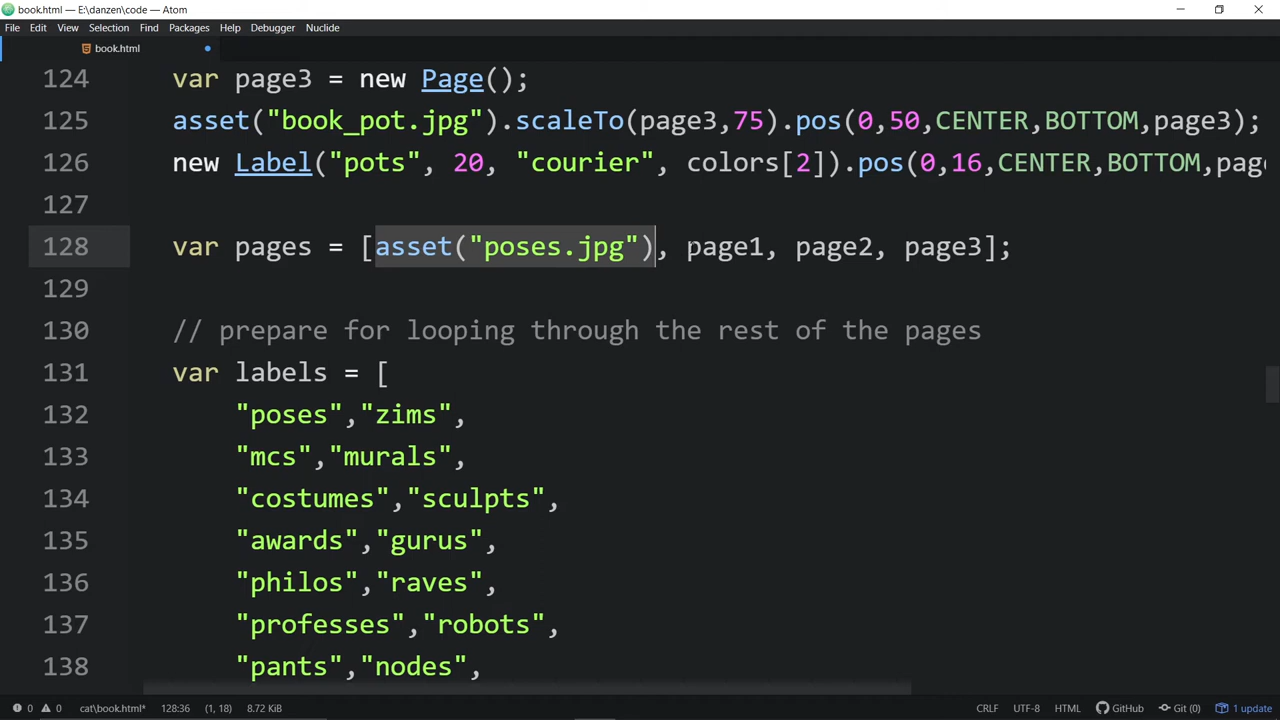 book.html — E:\danzen\code — Atom
File Edit View Selection Find Packages Help Debugger Nuclide
book.html
124 var page3 = new Page();
125 asset("book_pot.jpg").scaleTo(page3,75).pos(0,50,CENTER,BOTTOM,page3);
126 new Label("pots", 20, "courier", colors[2]).pos(0,16,CENTER,BOTTOM,pag
127
128 var pages = [asset("poses.jpg"), page1, page2, page3];
129
130 // prepare for looping through the rest of the pages
131 var labels = [
132 "poses","zims",
133 "mcs","murals",
134 "costumes","sculpts",
135 "awards","gurus",
136 "philos","raves",
137 "professes","robots",
138 "pants","nodes",
0 0 cat\book.html* 128:36 (1, 18) 8.72 KiB CRLF UTF-8 HTML GitHub Git (0) 1 update